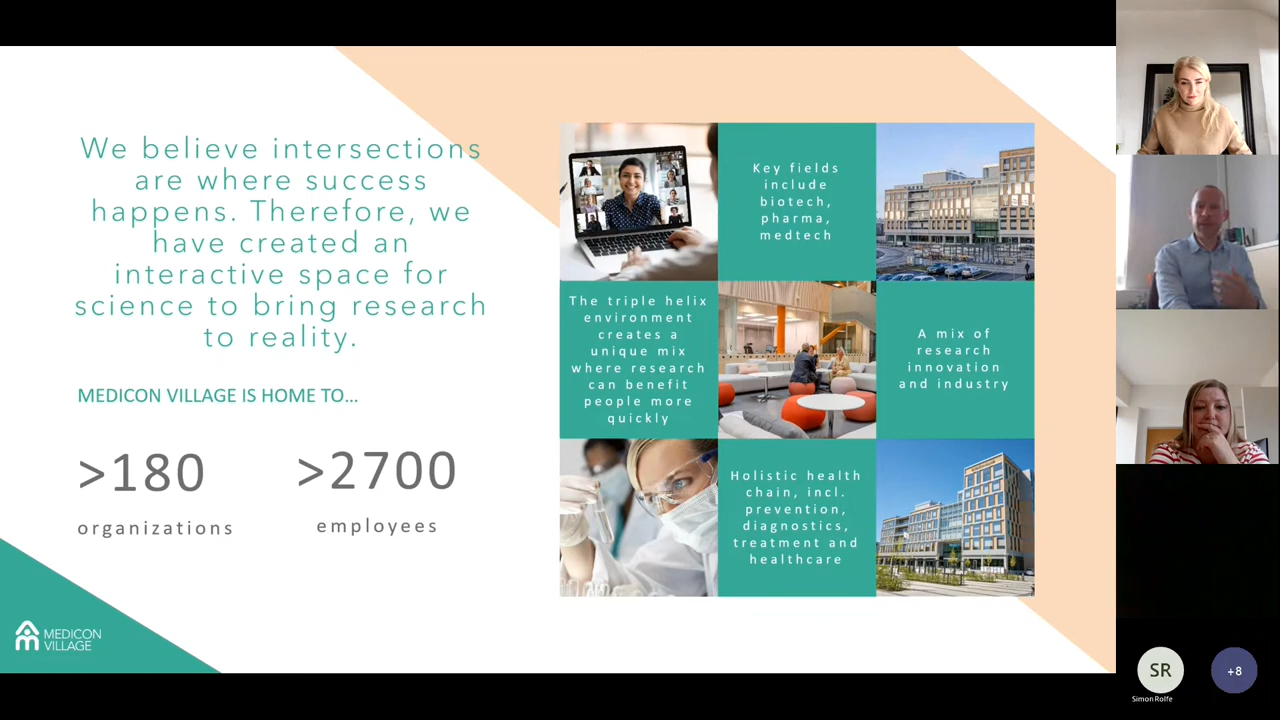 We believe intersections
are where success
happens. Therefore, we
have created an
interactive space for
science to bring research
to reality.
MEDICON VILLAGE IS HOME TO...
>180
organizations
>2700
employees
MEDICON
VILLAGE
Key fields
include
biotech,
pharma,
medtech
The triple helix
environment
creates a
unique mix
where research
can benefit
people more
quickly
A mix of
research
innovation
and industry
Holistic health
chain, incl.
prevention,
diagnostics,
treatment and
healthcare
SR
Simon Rolfe
+8